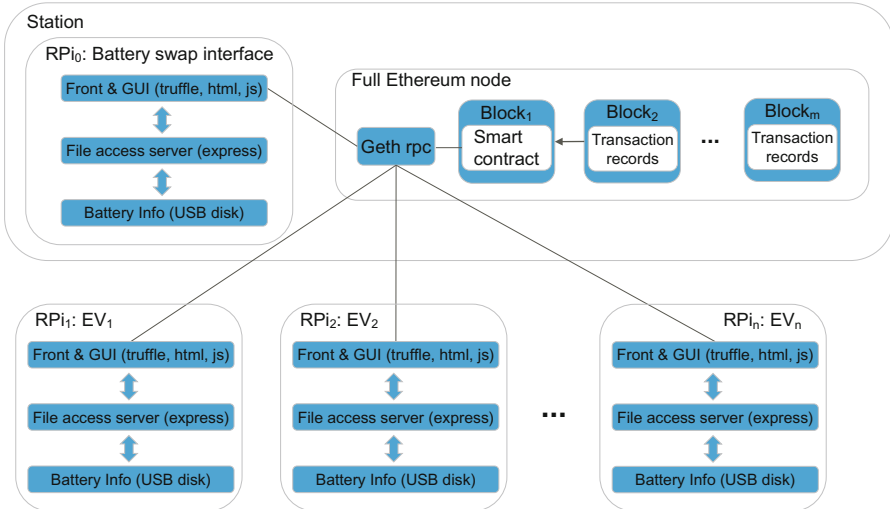 Station
RPi₀: Battery swap interface
Front & GUI (truffle, html, js)
File access server (express)
Battery Info (USB disk)
Full Ethereum node
Geth rpc
Block₁
Smart
contract
Block₂
Transaction
records
...
Blockₘ
Transaction
records
RPi₁: EV₁
Front & GUI (truffle, html, js)
File access server (express)
Battery Info (USB disk)
RPi₂: EV₂
Front & GUI (truffle, html, js)
File access server (express)
Battery Info (USB disk)
...
RPiₙ: EVₙ
Front & GUI (truffle, html, js)
File access server (express)
Battery Info (USB disk)